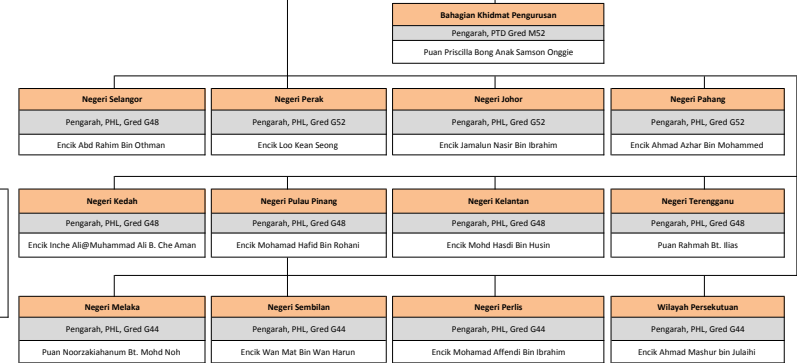 Bahagian Khidmat Pengurusan
Pengarah, PTD Gred M52
Puan Priscilla Bong Anak Samson Onggie
Negeri Selangor
Pengarah, PHL, Gred G48
Encik Abd Rahim Bin Othman
Negeri Perak
Pengarah, PHL, Gred G52
Encik Loo Kean Seong
Negeri Johor
Pengarah, PHL, Gred G52
Encik Jamalun Nasir Bin Ibrahim
Negeri Pahang
Pengarah, PHL, Gred G52
Encik Ahmad Azhar Bin Mohammed
Negeri Kedah
Pengarah, PHL, Gred G48
Encik Inche Ali@Muhammad Ali B. Che Aman
Negeri Pulau Pinang
Pengarah, PHL, Gred G48
Encik Mohamad Hafid Bin Rohani
Negeri Kelantan
Pengarah, PHL, Gred G48
Encik Mohd Hasdi Bin Husin
Negeri Terengganu
Pengarah, PHL, Gred G48
Puan Rahmah Bt. Ilias
Negeri Melaka
Pengarah, PHL, Gred G44
Puan Noorzakiahanum Bt. Mohd Noh
Negeri Sembilan
Pengarah, PHL, Gred G44
Encik Wan Mat Bin Wan Harun
Negeri Perlis
Pengarah, PHL, Gred G44
Encik Mohamad Affendi Bin Ibrahim
Wilayah Persekutuan
Pengarah, PHL, Gred G44
Encik Ahmad Mashur bin Julaihi